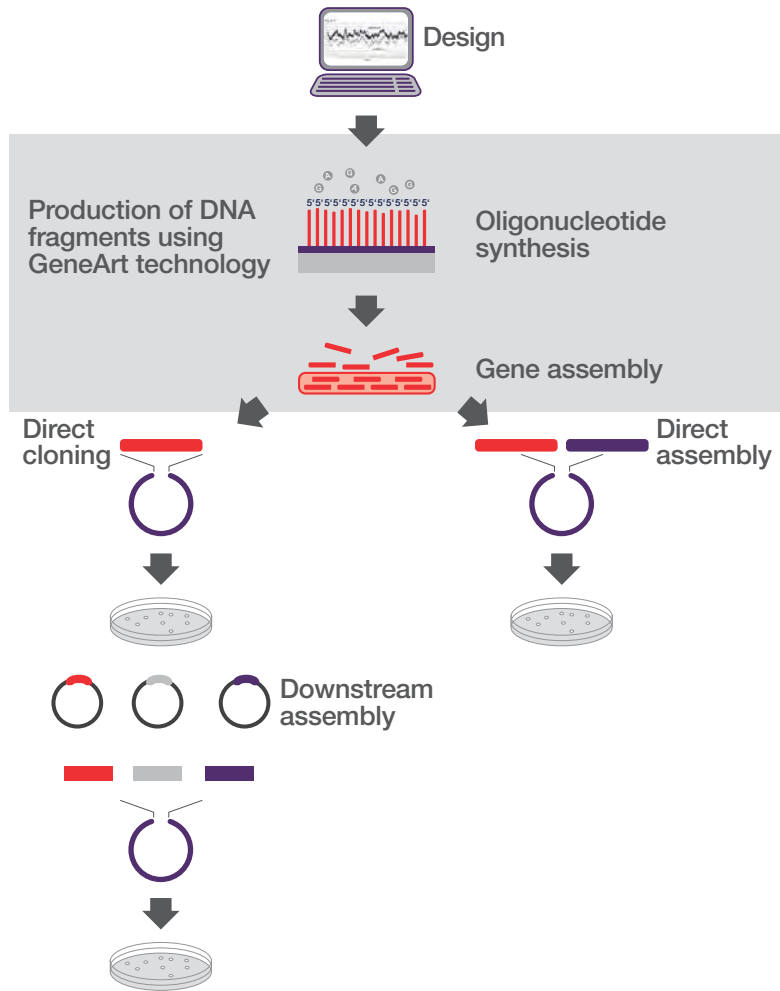 Design
G A G A G G
A
5'5'5'5'5'5'5'5'5'5'5'5'5'5'
Production of DNA
fragments using
GeneArt technology
Oligonucleotide
synthesis
Gene assembly
Direct
cloning
Direct
assembly
Downstream
assembly